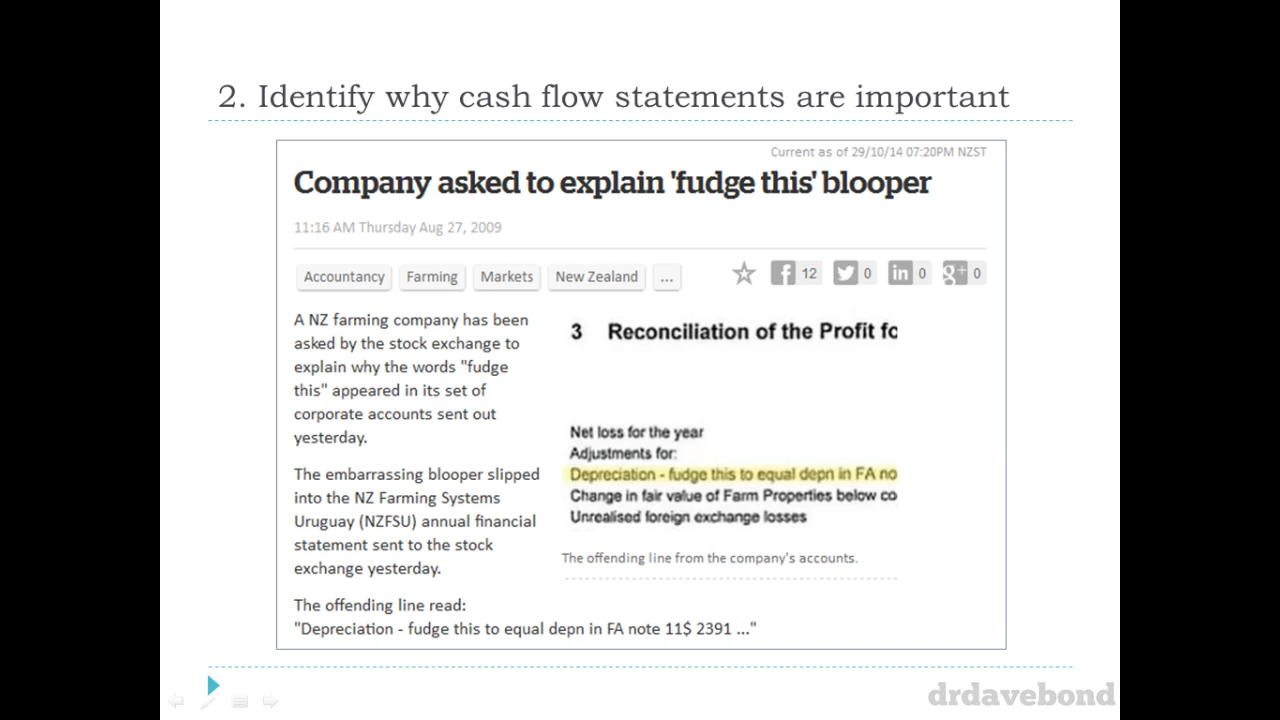 2. Identify why cash flow statements are important
Current as of 29/10/14 07:20PM NZST
Company asked to explain 'fudge this' blooper
11:16 AM Thursday Aug 27, 2009
Accountancy Farming Markets New Zealand ...
f 12 0 in 0 g+ 0
A NZ farming company has been
asked by the stock exchange to
explain why the words "fudge
this" appeared in its set of
corporate accounts sent out
yesterday.
The embarrassing blooper slipped
into the NZ Farming Systems
Uruguay (NZFSU) annual financial
statement sent to the stock
exchange yesterday.
3 Reconciliation of the Profit fo
Net loss for the year
Adjustments for:
Depreciation - fudge this to equal depn in FA no
Change in fair value of Farm Properties below co
Unrealised foreign exchange losses
The offending line from the company's accounts.
The offending line read:
"Depreciation - fudge this to equal depn in FA note 11$ 2391 ..."
drdavebond